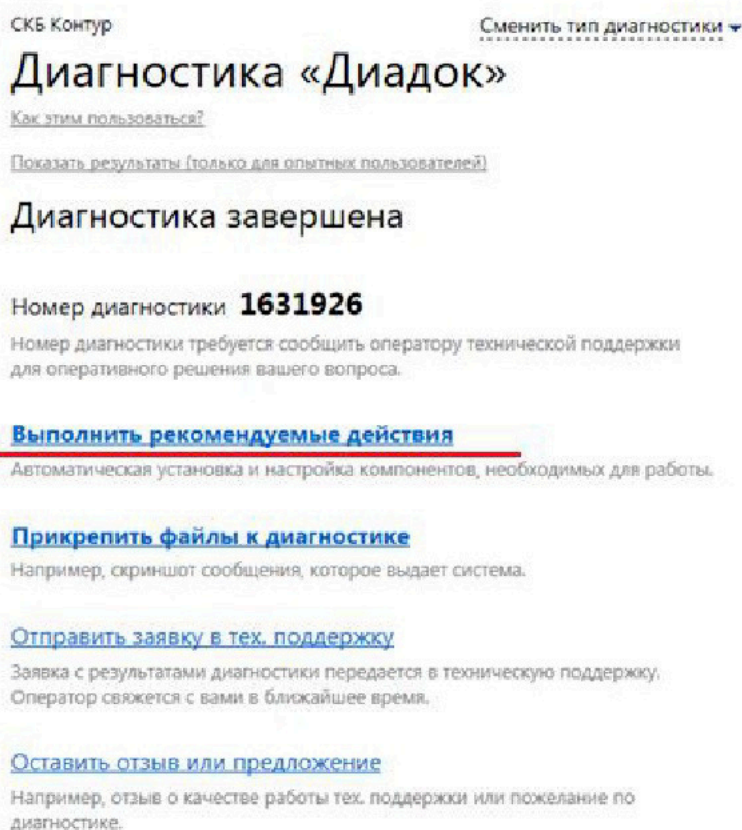 СКБ Контур
Сменить тип диагностики
Диагностика «Диадок»
Как этим пользоваться?
Показать результаты (только для опытных пользователей)
Диагностика завершена
Номер диагностики 1631926
Номер диагностики требуется сообщить оператору технической поддержки
для оперативного решения вашего вопроса.
Выполнить рекомендуемые действия
Автоматическая установка и настройка компонентов, необходимых для работы.
Прикрепить файлы к диагностике
Например, скриншот сообщения, которое выдает система.
Отправить заявку в тех. поддержку
Заявка с результатами диагностики передается в техническую поддержку.
Оператор свяжется с вами в ближайшее время.
Оставить отзыв или предложение
Например, отзыв о качестве работы тех. поддержки или пожелание по
диагностике.